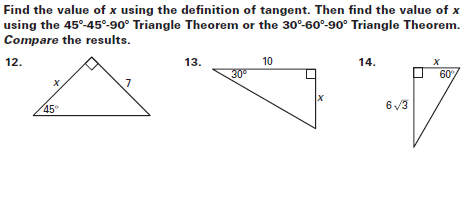 Find the value of x using the definition of tangent. Then find the value of x
using the 45°-45°-90° Triangle Theorem or the 30°-60°-90° Triangle Theorem.
Compare the results.
12.
x
7
45°
13.
10
30°
x
14.
x
60°
6√3